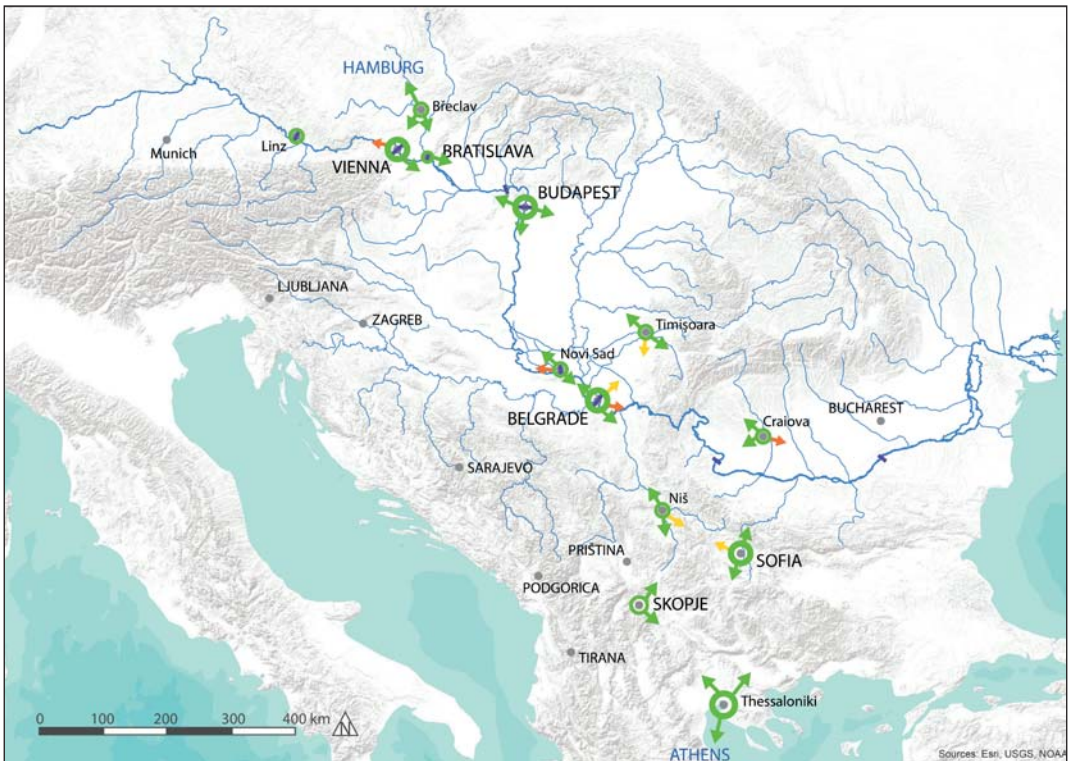 HAMBURG
Břeclav
Munich
Linz
VIENNA
BRATISLAVA
BUDAPEST
LJUBLJANA
ZAGREB
Timișoara
Novi Sad
BELGRADE
Craiova
BUCHAREST
SARAJEVO
Niš
PRIŠTINA
SOFIA
PODGORICA
SKOPJE
TIRANA
Thessaloniki
0 100 200 300 400 km
ATHENS
Sources: Esri, USGS, NOAA